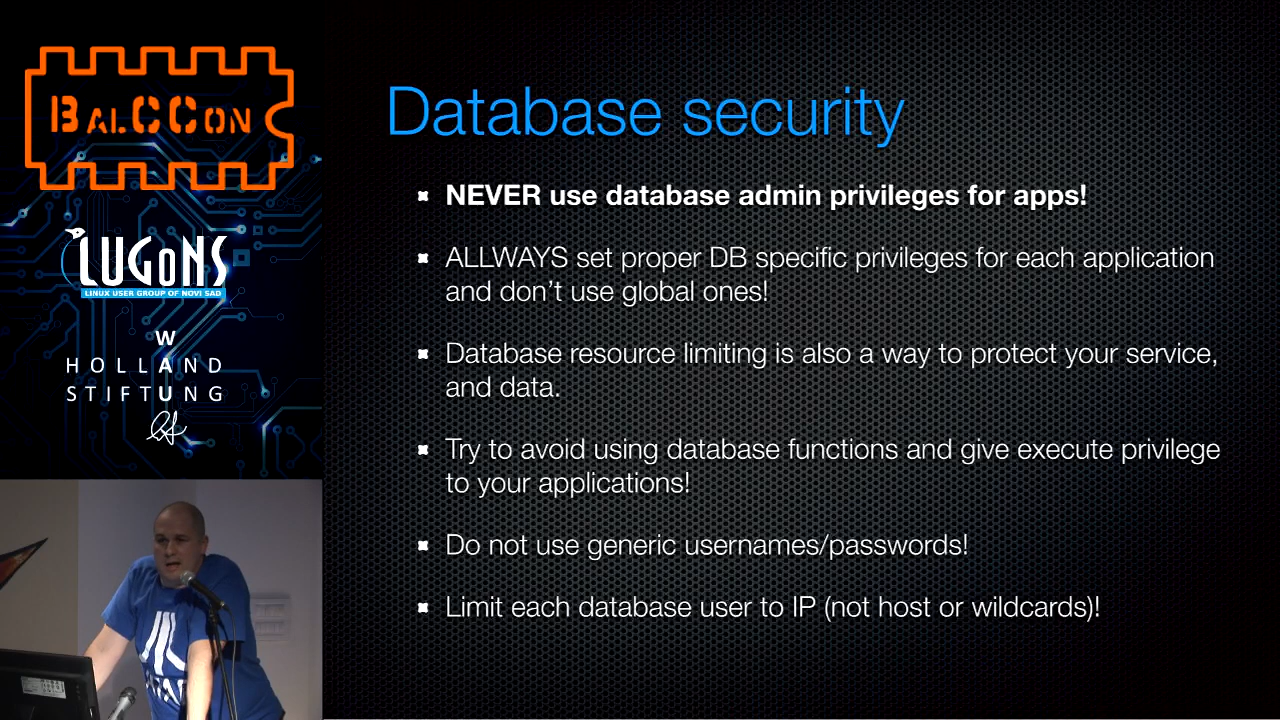 BALCCON
LUGoNS
LINUX USER GROUP OF NOVI SAD
W
HOLLAND
STIFTUNG
Database security
NEVER use database admin privileges for apps!
ALLWAYS set proper DB specific privileges for each application
and don't use global ones!
Database resource limiting is also a way to protect your service,
and data.
Try to avoid using database functions and give execute privilege
to your applications!
Do not use generic usernames/passwords!
Limit each database user to IP (not host or wildcards)!